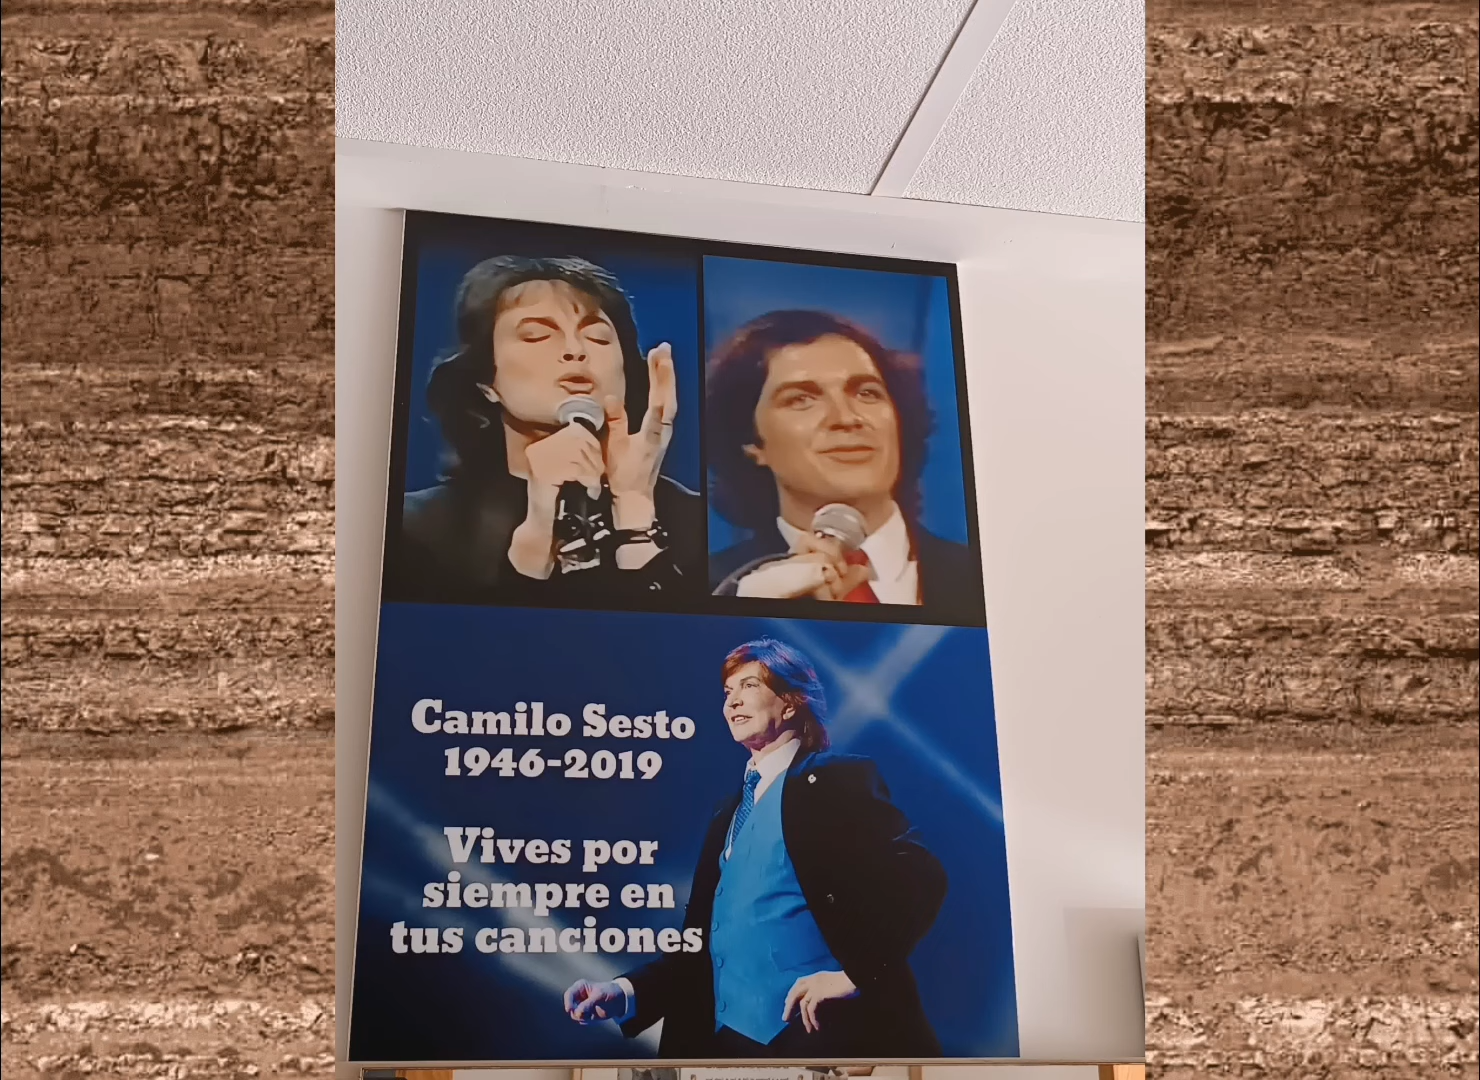 Camilo Sesto
1946-2019
Vives por
siempre en
tus canciones